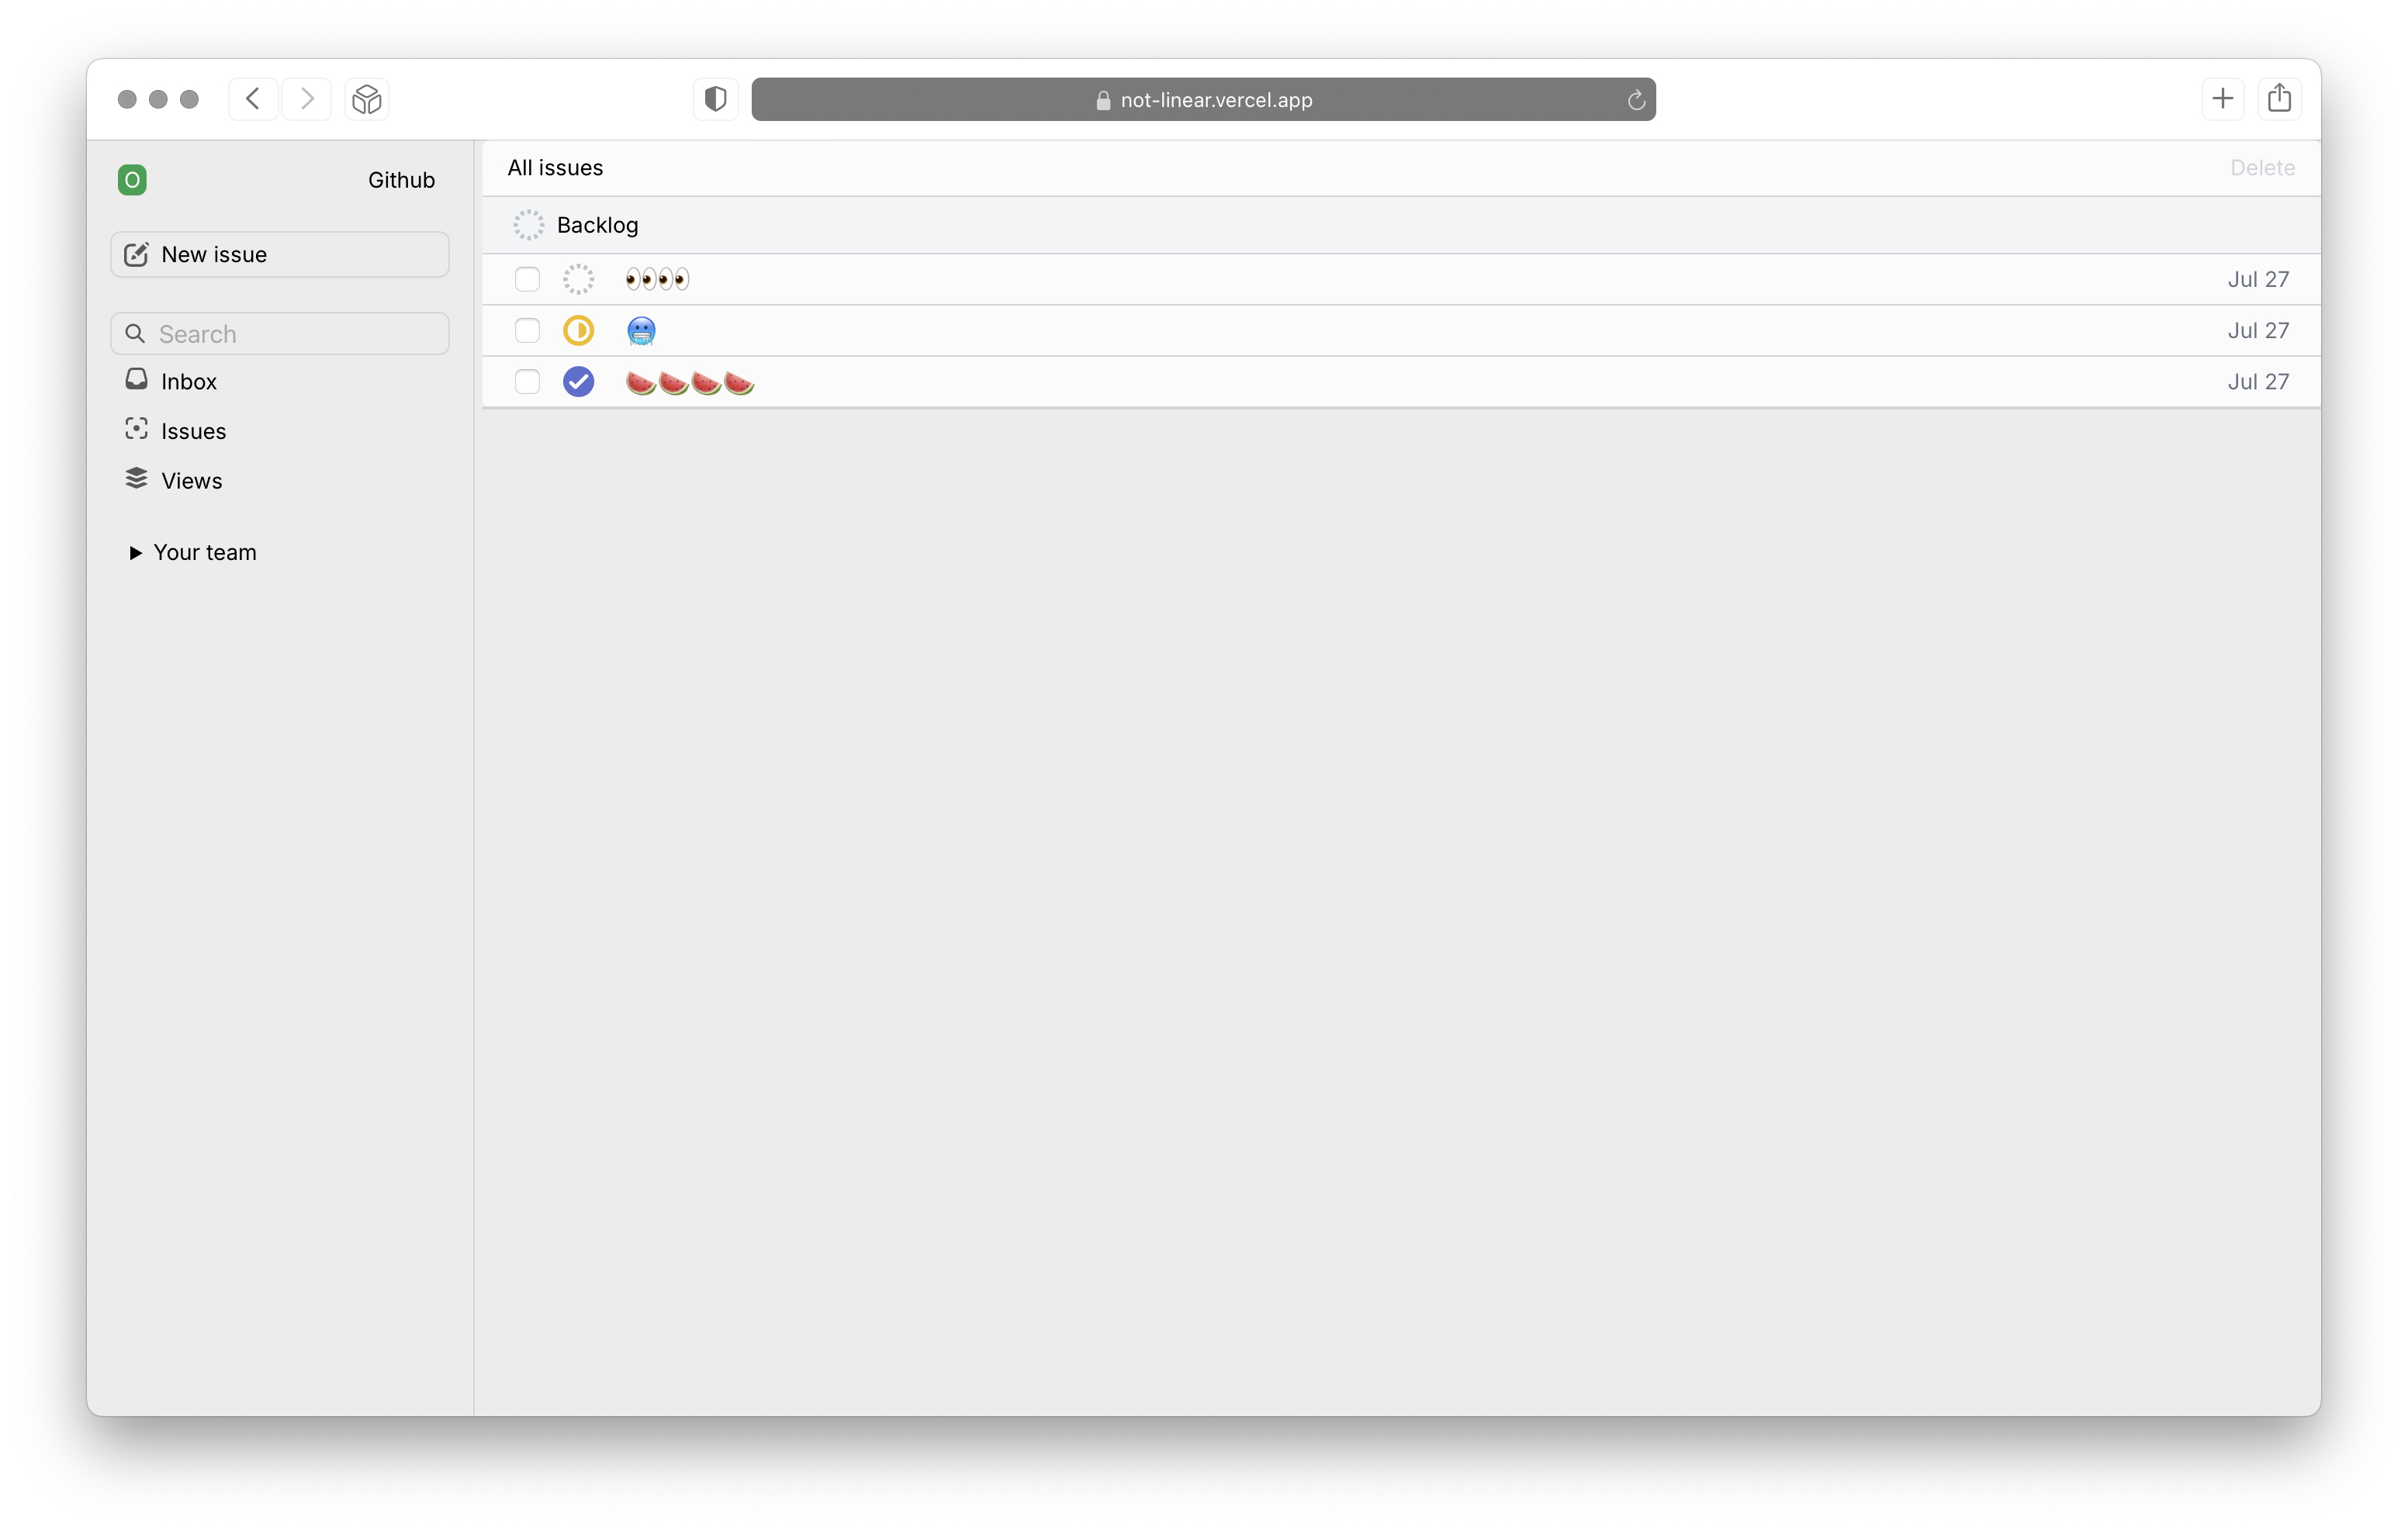 not-linear.vercel.app
O Github
New issue
Search
Inbox
Issues
Views
Your team
All issues Delete
Backlog
👀👀 Jul 27
🥶 Jul 27
🍉🍉🍉🍉 Jul 27